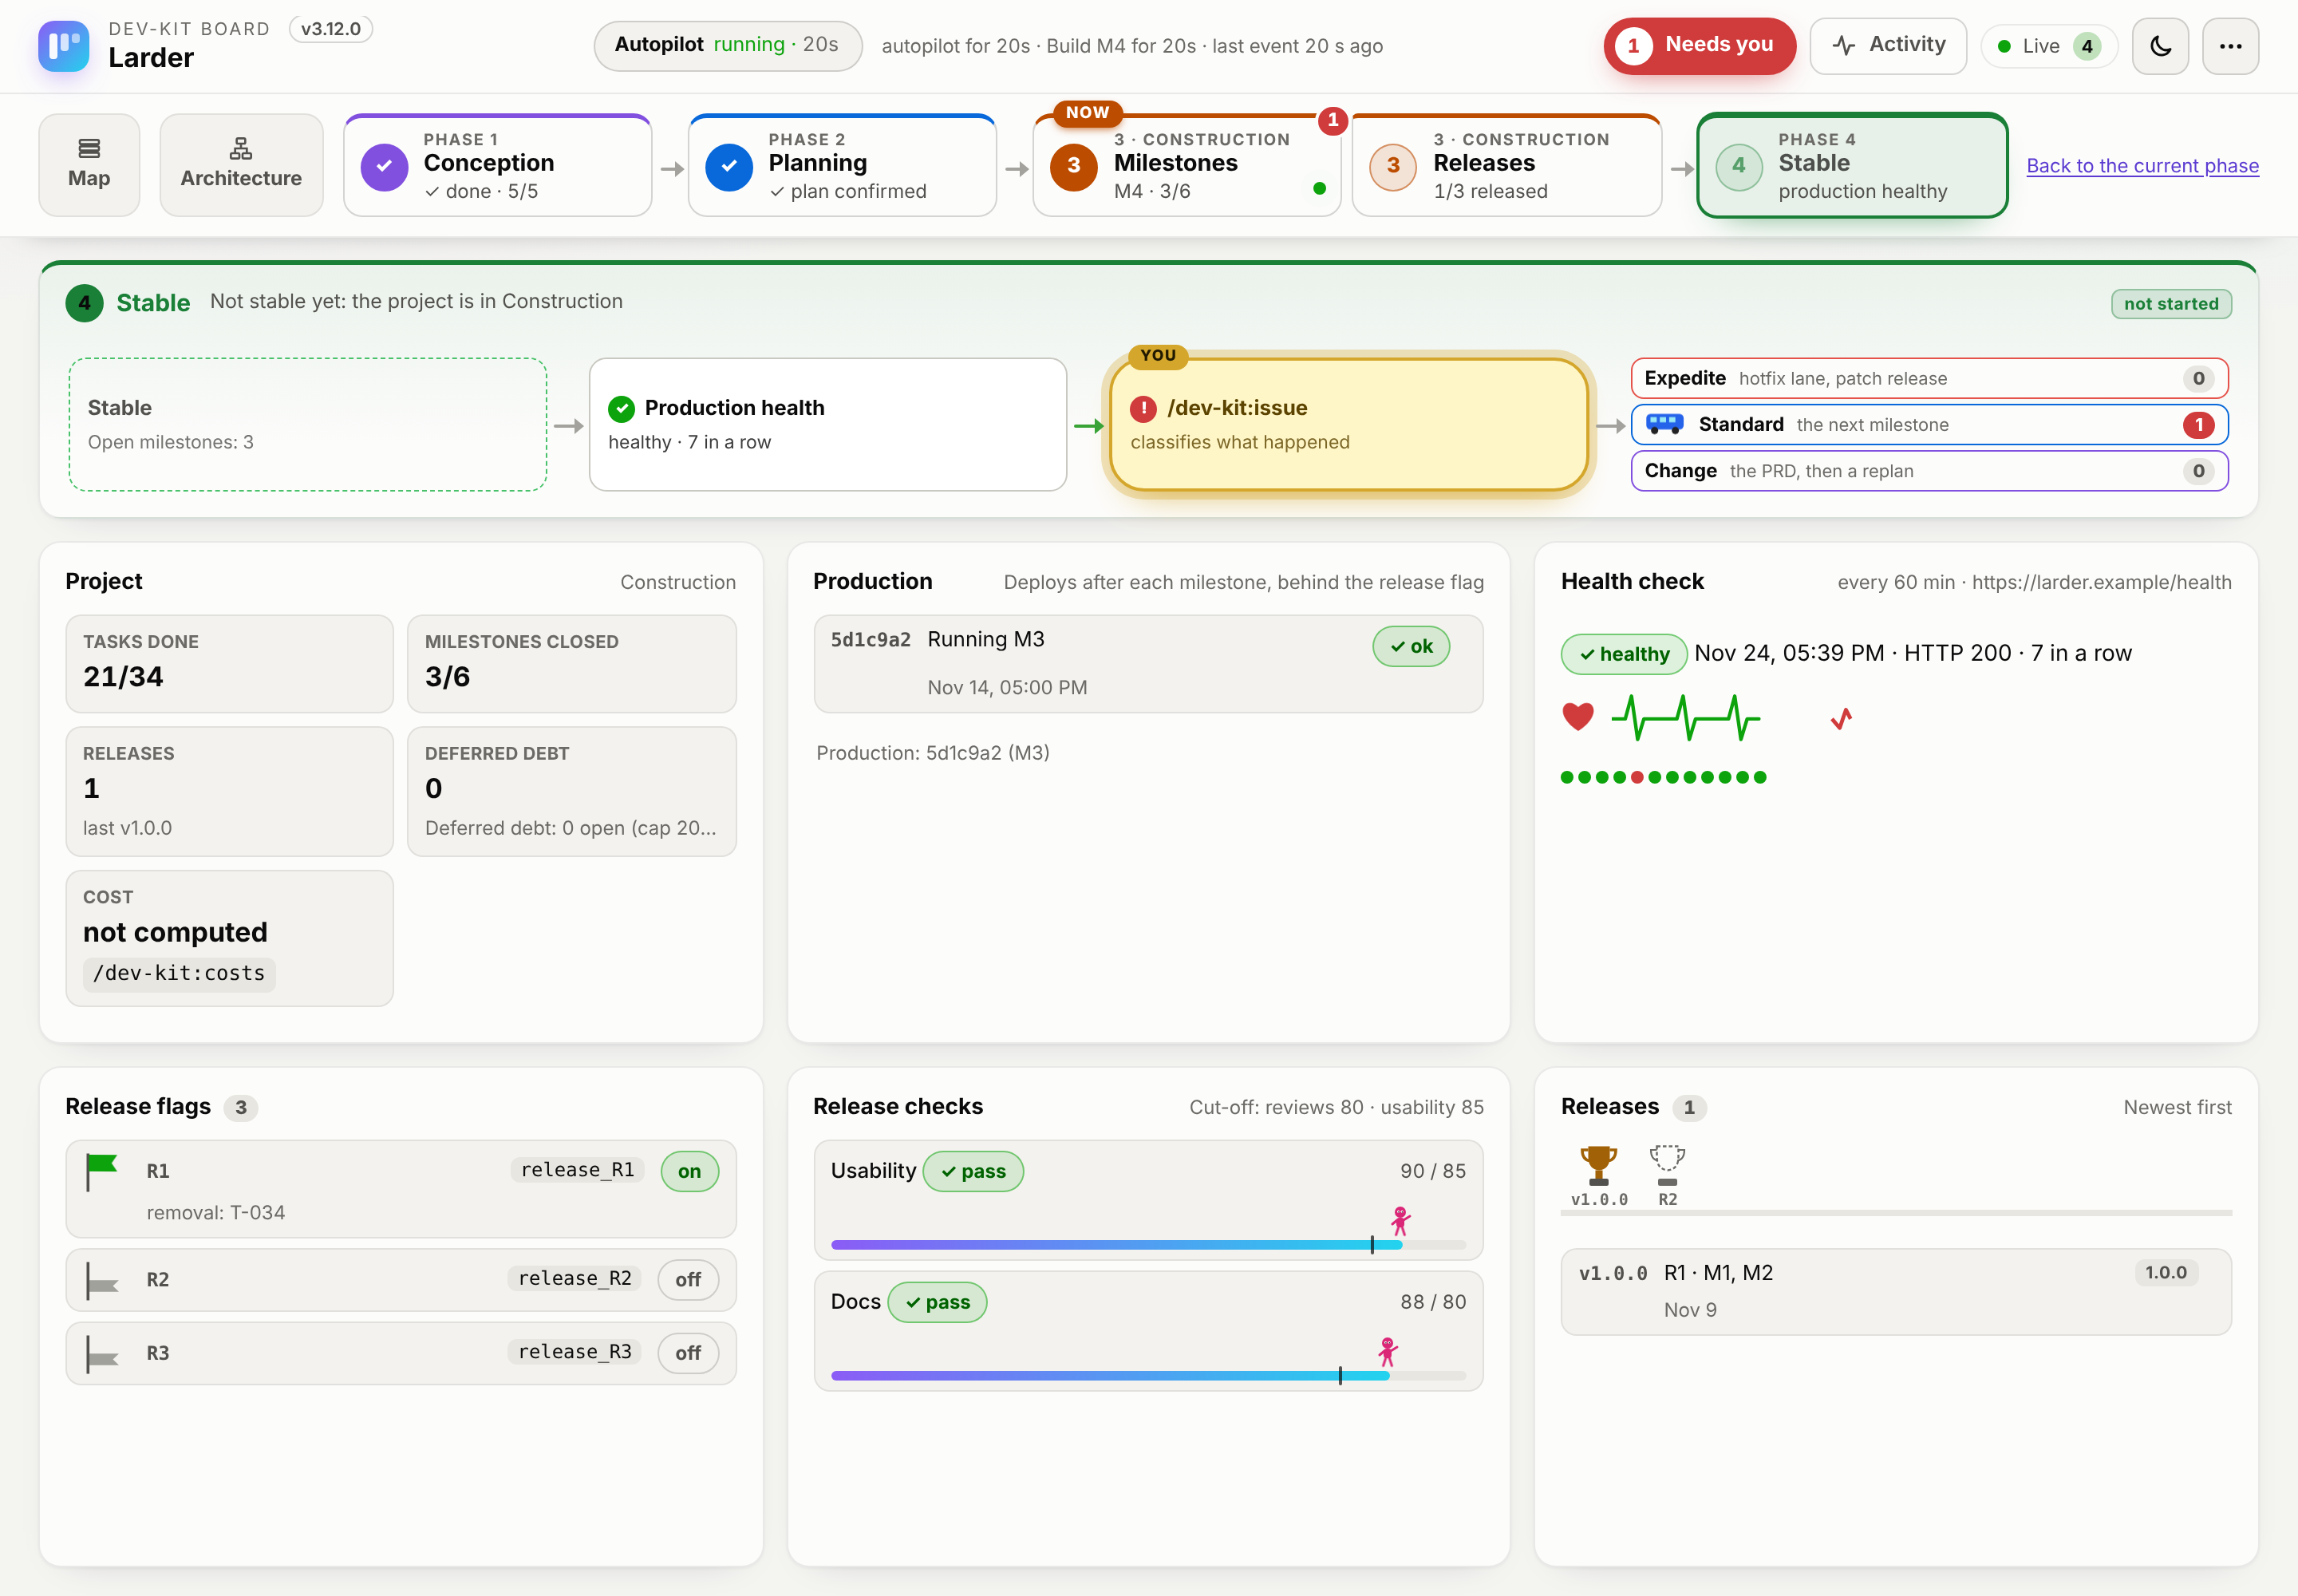 DEV-KIT BOARD v3.12.0
Larder
Autopilot running · 20s
autopilot for 20s · Build M4 for 20s · last event 20 s ago
1 Needs you
Activity
Live 4
Map
Architecture
PHASE 1
Conception
✓ done · 5/5
PHASE 2
Planning
✓ plan confirmed
NOW
1
3
3 · CONSTRUCTION
Milestones
M4 · 3/6
3
3 · CONSTRUCTION
Releases
1/3 released
4
PHASE 4
Stable
production healthy
Back to the current phase
4 Stable Not stable yet: the project is in Construction
not started
Stable
Open milestones: 3
Production health
healthy · 7 in a row
YOU
! /dev-kit:issue
classifies what happened
Expedite hotfix lane, patch release 0
Standard the next milestone 1
Change the PRD, then a replan 0
Project Construction
TASKS DONE
21/34
MILESTONES CLOSED
3/6
RELEASES
1
last v1.0.0
DEFERRED DEBT
0
Deferred debt: 0 open (cap 20...
COST
not computed
/dev-kit:costs
Production Deploys after each milestone, behind the release flag
5d1c9a2 Running M3 ✓ ok
Nov 14, 05:00 PM
Production: 5d1c9a2 (M3)
Health check every 60 min · https://larder.example/health
✓ healthy Nov 24, 05:39 PM · HTTP 200 · 7 in a row
Release flags 3
R1 release_R1 on
removal: T-034
R2 release_R2 off
R3 release_R3 off
Release checks Cut-off: reviews 80 · usability 85
Usability ✓ pass 90 / 85
Docs ✓ pass 88 / 80
Releases 1 Newest first
v1.0.0 R2
v1.0.0 R1 · M1, M2 1.0.0
Nov 9